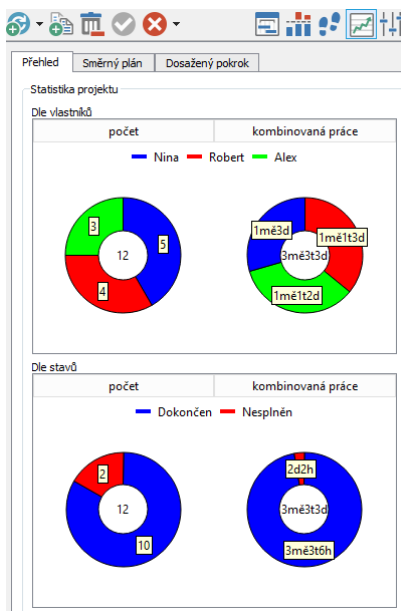 Přehled Směrný plán Dosažený pokrok
Statistika projektu
Dle vlastníků
počet kombinovaná práce
Nina Robert Alex
3 5 4 12
1mě3d 1mě1t3d 3mě3t3d 1mě1t2d
Dle stavů
počet kombinovaná práce
Dokončen Nesplněn
2 12 10
2d2h 3mě3t3d 3mě3t6h